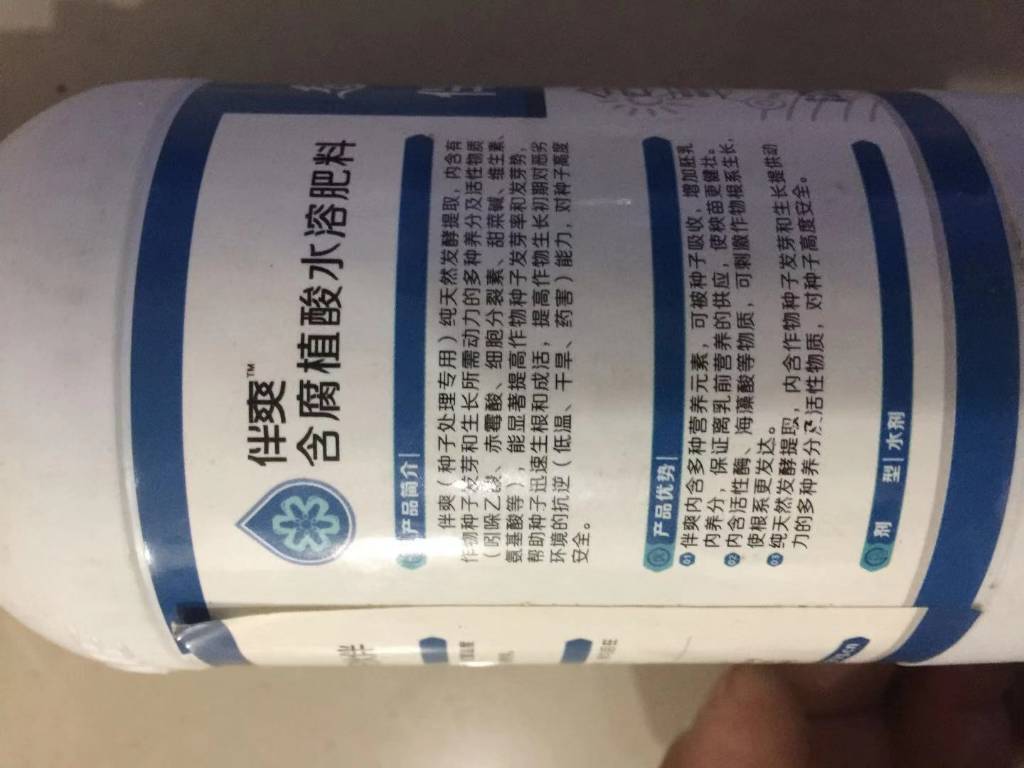 伴爽™
含腐植酸水溶肥料
产品简介
伴爽（种子处理专用）纯天然发酵提取，内含有
作物种子发芽和生长所需动力的多种养分及活性物质
（吲哚乙酸、赤霉酸、细胞分裂素、甜菜碱、维生素、
氨基酸等），能显著提高作物种子发芽率和发芽势，
帮助种子迅速生根和成活，提高作物生长初期对恶劣
环境的抗逆（低温、干旱、药害）能力，对种子高度
安全。
产品优势
01 伴爽内含多种营养元素，可被种子吸收，增加胚乳
内养分，保证离乳前营养的供应，使秧苗更健壮。
02 内含活性酶、海藻酸等物质，可刺激作物根系生长，
使根系更发达。
03 纯天然发酵提取，内含作物种子发芽和生长提供动
力的多种养分及活性物质，对种子高度安全。
剂 型 水剂